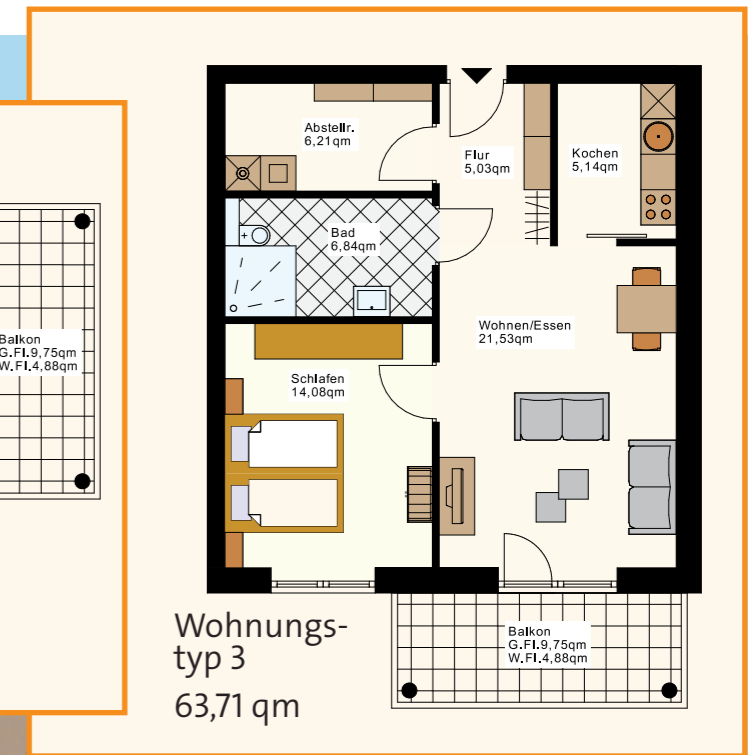 Abstellr.
6,21qm
Flur
5,03qm
Kochen
5,14qm
Bad
6,84qm
Wohnen/Essen
21,53qm
Schlafen
14,08qm
Balkon
G.Fl.9,75qm
W.Fl.4,88qm
Balkon
G.Fl.9,75qm
W.Fl.4,88qm
Wohnungs-
typ 3
63,71 qm